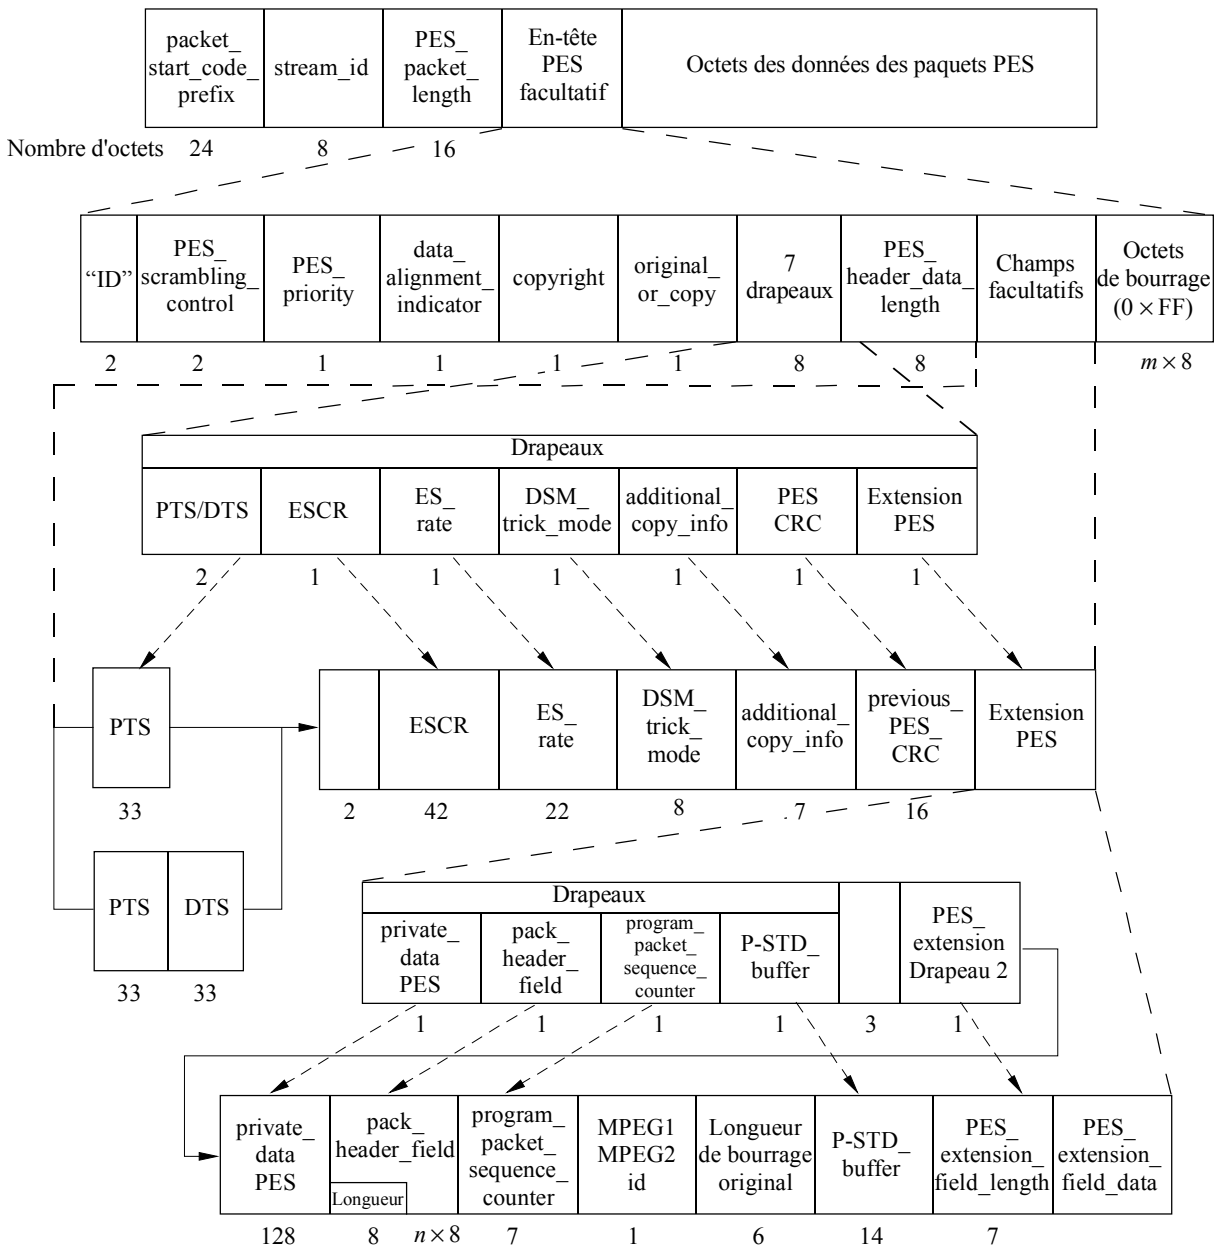 packet_
start_code_
prefix
stream_id
PES_
packet_
length
En-tête
PES
facultatif
Octets des données des paquets PES
Nombre d'octets 24 8 16
“ID”
PES_
scrambling_
control
PES_
priority
data_
alignment_
indicator
copyright
original_
or_copy
7
drapeaux
PES_
header_data_
length
Champs
facultatifs
Octets
de bourrage
(0 × FF)
2 2 1 1 1 1 8 8 m × 8
Drapeaux
PTS/DTS
ESCR
ES_
rate
DSM_
trick_mode
additional_
copy_info
PES
CRC
Extension
PES
2 1 1 1 1 1 1
PTS
33
ESCR
ES_
rate
DSM_
trick_
mode
additional_
copy_info
previous_
PES_
CRC
Extension
PES
2 42 22 8 7 16
PTS
DTS
33 33
Drapeaux
private_
data
PES
pack_
header_
field
program_
packet_
sequence_
counter
P-STD_
buffer
PES_
extension
Drapeau 2
1 1 1 1 3 1
private_
data
PES
pack_
header_field
Longueur
program_
packet_
sequence_
counter
MPEG1
MPEG2
id
Longueur
de bourrage
original
P-STD_
buffer
PES_
extension_
field_length
PES_
extension_
field_data
128 8 n × 8 7 1 6 14 7